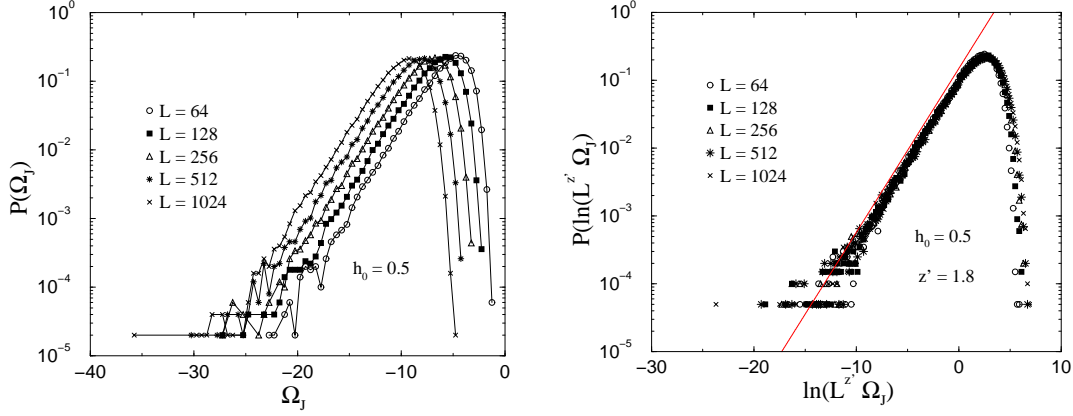 10^0
10^-1
10^-2
10^-3
10^-4
10^-5
P(Ω_J)
L = 64
L = 128
L = 256
L = 512
L = 1024
h_0 = 0.5
−40 −30 −20 −10 0
Ω_J
10^0
10^-1
10^-2
10^-3
10^-4
10^-5
P(ln(L^z' Ω_J)
L = 64
L = 128
L = 256
L = 512
L = 1024
h_0 = 0.5
z' = 1.8
−30 −20 −10 0 10
ln(L^z' Ω_J)